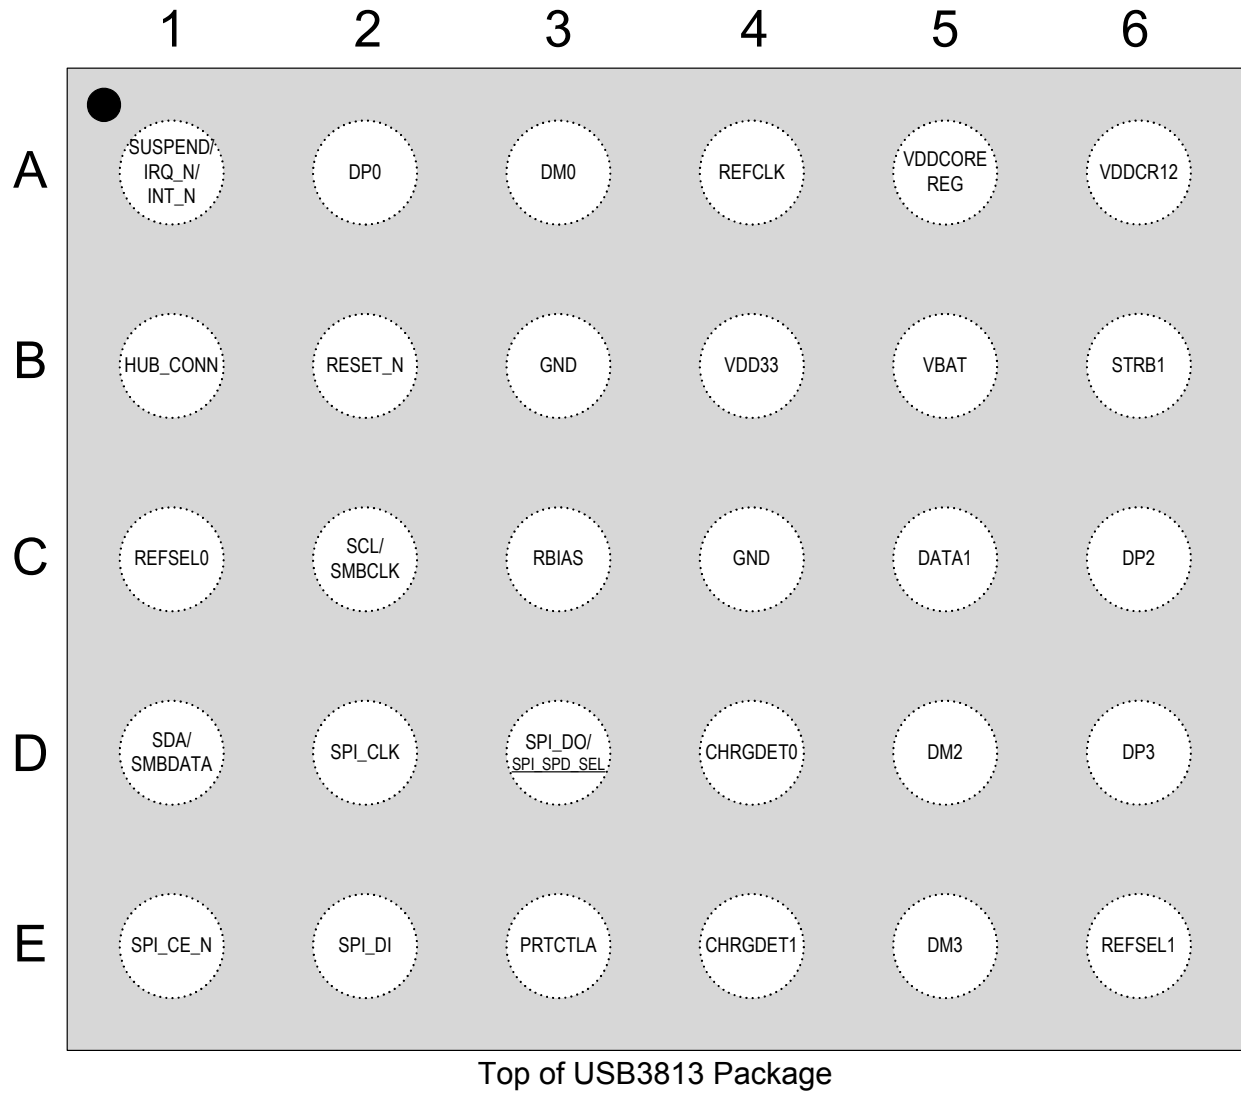 1 2 3 4 5 6
A
SUSPEND/
IRQ_N/
INT_N
DP0
DM0
REFCLK
VDDCORE
REG
VDDCR12
B
HUB_CONN
RESET_N
GND
VDD33
VBAT
STRB1
C
REFSEL0
SCL/
SMBCLK
RBIAS
GND
DATA1
DP2
D
SDA/
SMBDATA
SPI_CLK
SPI_DO/
SPI_SPD_SEL
CHRGDET0
DM2
DP3
E
SPI_CE_N
SPI_DI
PRTCTLA
CHRGDET1
DM3
REFSEL1
Top of USB3813 Package